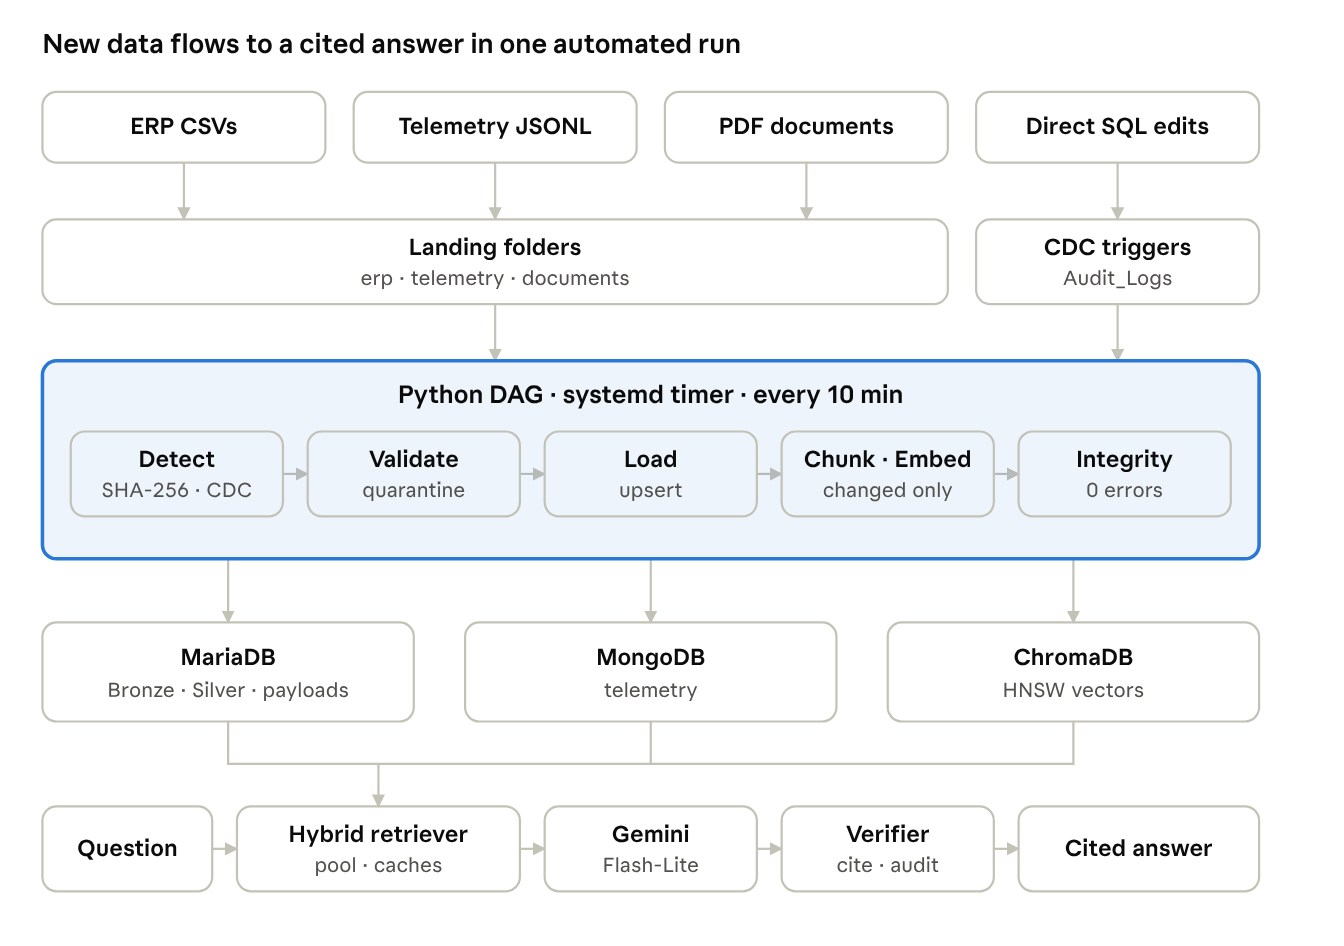 New data flows to a cited answer in one automated run
ERP CSVs
Telemetry JSONL
PDF documents
Direct SQL edits
Landing folders
erp · telemetry · documents
CDC triggers
Audit_Logs
Python DAG · systemd timer · every 10 min
Detect
SHA-256 · CDC
Validate
quarantine
Load
upsert
Chunk · Embed
changed only
Integrity
0 errors
MariaDB
Bronze · Silver · payloads
MongoDB
telemetry
ChromaDB
HNSW vectors
Question
Hybrid retriever
pool · caches
Gemini
Flash-Lite
Verifier
cite · audit
Cited answer